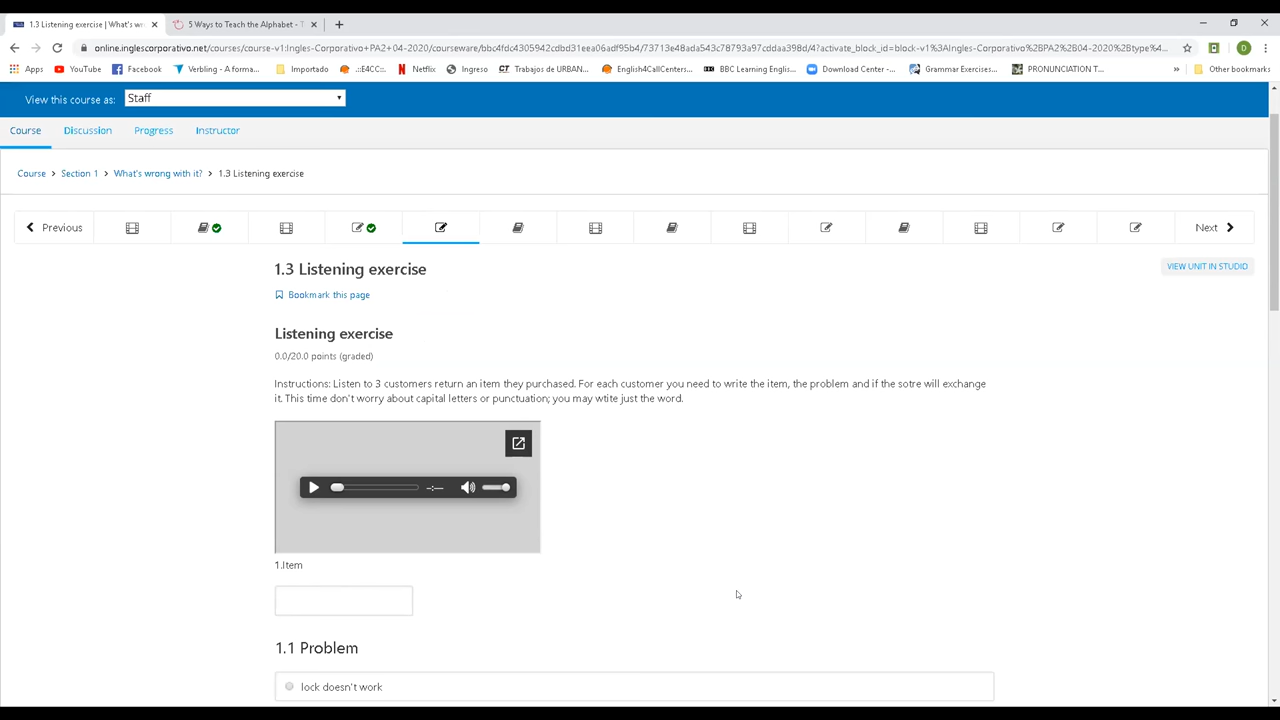 1.3 Listening exercise | What's wr
5 Ways to Teach the Alphabet - T
online.inglescorporativo.net/courses/course-v1:Ingles-Corporativo+PA2+04-2020/courseware/bbc4fdc4305942cdbd31eea06adf95b4/73713e48ada543c78793a97cddaa398d/4?activate_block_id=block-v1%3AIngles-Corporativo%2BPA2%2B04-2020%2Btype%4...
D
Apps YouTube Facebook Verbling - A forma... Importado .::E4CC::. Netflix Ingreso Trabajos de URBAN... English4CallCenters... BBC Learning Englis... Download Center -... Grammar Exercises... PRONUNCIATION T... » Other bookmarks
View this course as: Staff
Course Discussion Progress Instructor
Course > Section 1 > What's wrong with it? > 1.3 Listening exercise
Previous Next
1.3 Listening exercise
VIEW UNIT IN STUDIO
Bookmark this page
Listening exercise
0.0/20.0 points (graded)
Instructions: Listen to 3 customers return an item they purchased. For each customer you need to write the item, the problem and if the sotre will exchange
it. This time don't worry about capital letters or punctuation; you may wtite just the word.
--:--
1.Item
1.1 Problem
lock doesn't work